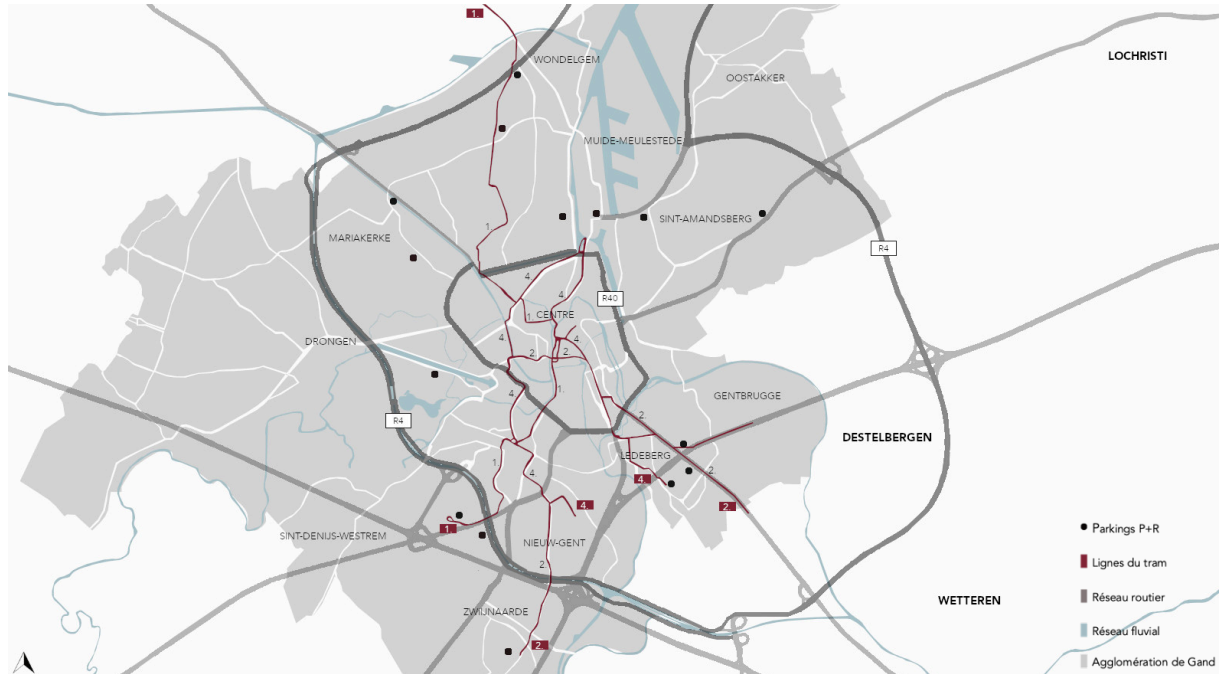 1.
WONDELGEM
LOCHRISTI
OOSTAKKER
MUIDE-MEULESTEDE
1.
SINT-AMANDSBERG
MARIAKERKE
R4
4.
4.
R40
1.
CENTRE
4.
4.
DRONGEN
2.
2.
4.
1.
GENTBRUGGE
R4
2.
DESTELBERGEN
LEDEBERG
1.
4.
4.
2.
2.
4.
1.
SINT-DENIJS-WESTREM
NIEUW-GENT
2.
ZWIJNAARDE
2.
WETTEREN
Parkings P+R
Lignes du tram
Réseau routier
Réseau fluvial
Agglomération de Gand